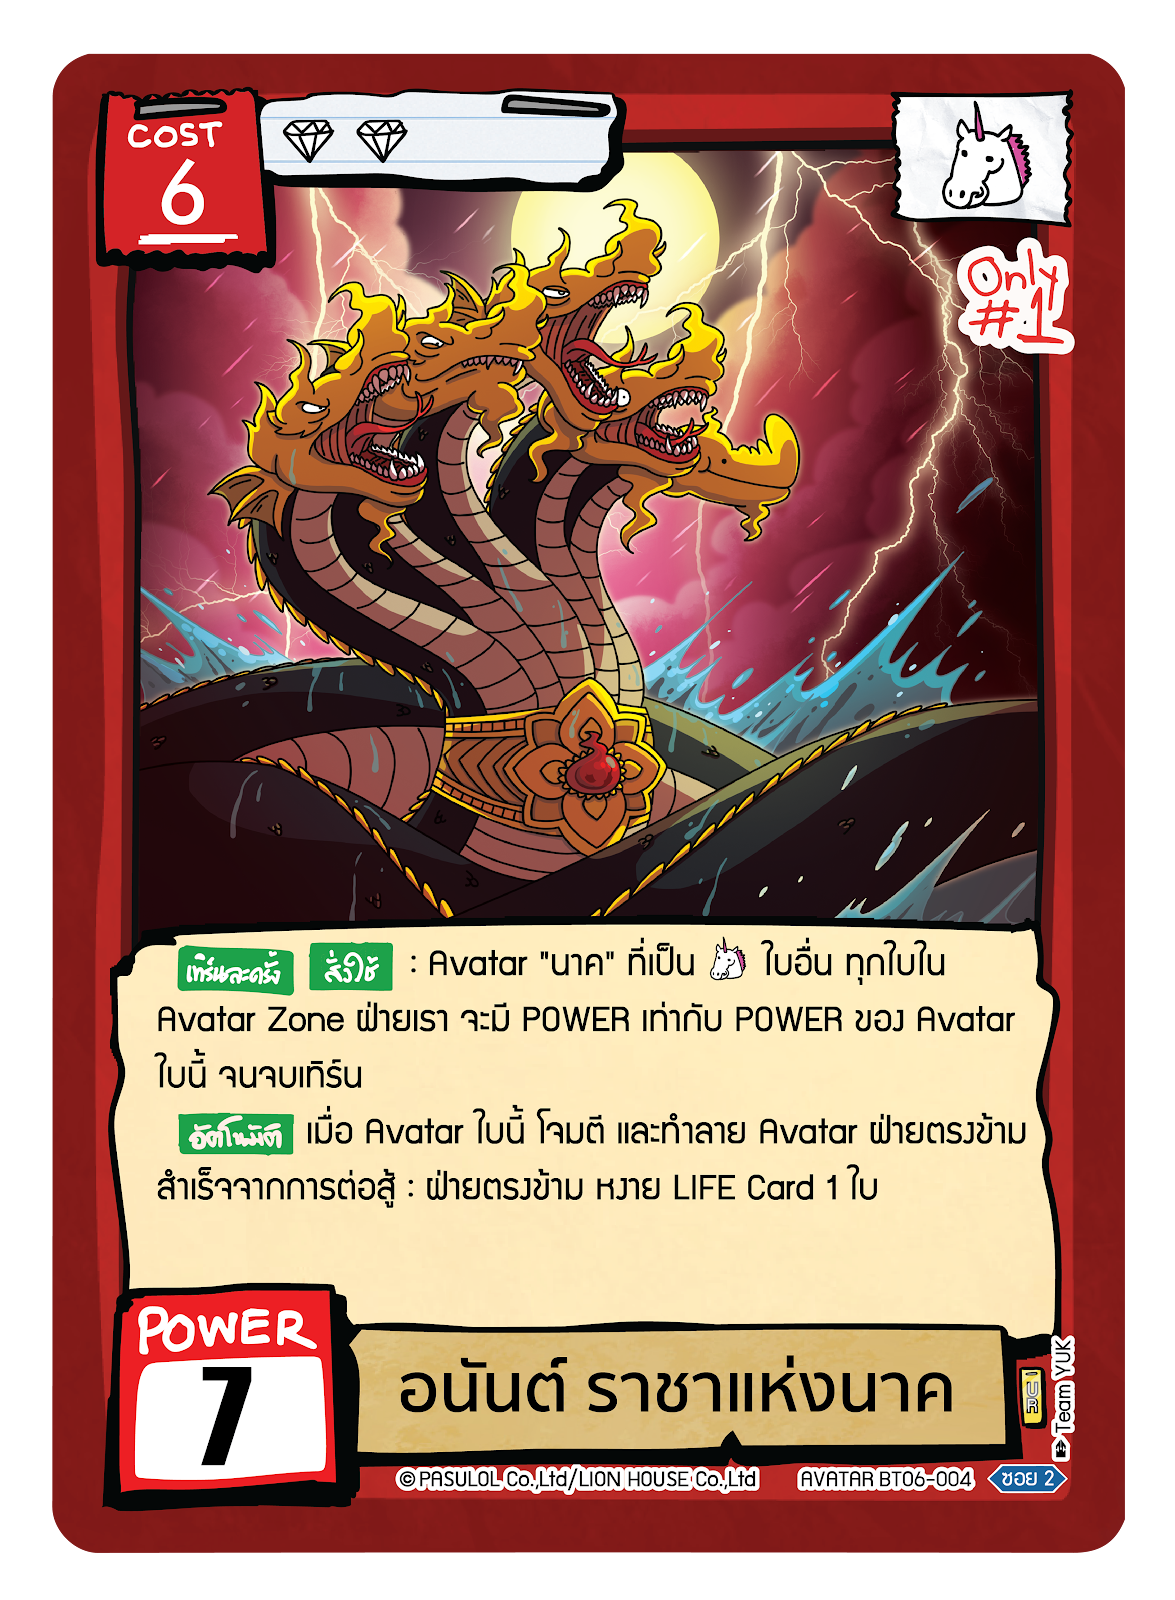 COST
6
Only
#1
เทิร์นละครั้ง สั่งใช้ : Avatar "นาค" ที่เป็น ใบอื่น ทุกใบใน
Avatar Zone ฝ่ายเรา จะมี POWER เท่ากับ POWER ของ Avatar
ใบนี้ จนจบเทิร์น
อัตโนมัติ เมื่อ Avatar ใบนี้ โจมตี และทำลาย Avatar ฝ่ายตรงข้าม
สำเร็จจากการต่อสู้ : ฝ่ายตรงข้าม หงาย LIFE Card 1 ใบ
POWER
7
อนันต์ ราชาแห่งนาค
UR
Team YUK
© PASULOL Co.,Ltd/LION HOUSE Co.,Ltd AVATAR BT06-004 ซอย 2